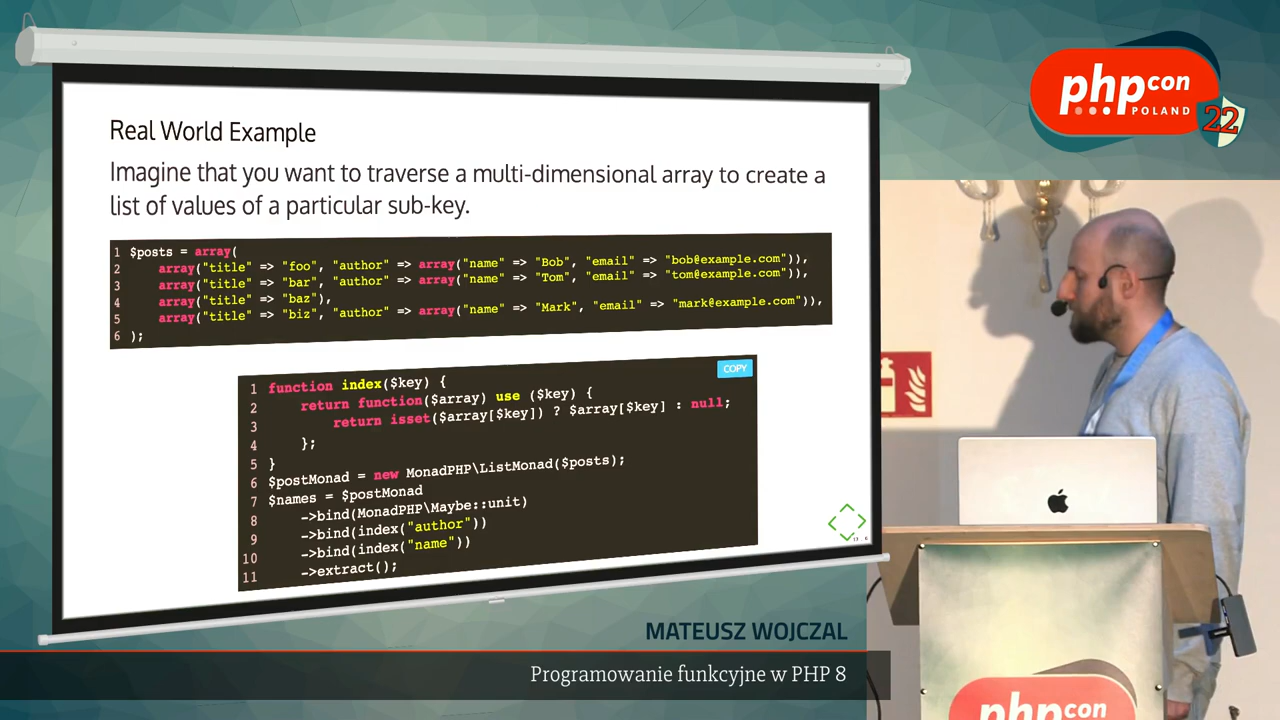 Real World Example
Imagine that you want to traverse a multi-dimensional array to create a
list of values of a particular sub-key.
1 $posts = array(
2     array("title" => "foo", "author" => array("name" => "Bob", "email" => "bob@example.com")),
3     array("title" => "bar", "author" => array("name" => "Tom", "email" => "tom@example.com")),
4     array("title" => "baz"),
5     array("title" => "biz", "author" => array("name" => "Mark", "email" => "mark@example.com")),
6 );
COPY
1 function index($key) {
2     return function($array) use ($key) {
3         return isset($array[$key]) ? $array[$key] : null;
4     };
5 }
6 $postMonad = new MonadPHP\ListMonad($posts);
7 $names = $postMonad
8     ->bind(MonadPHP\Maybe::unit)
9     ->bind(index("author"))
10     ->bind(index("name"))
11     ->extract();
phpcon
POLAND
22
MATEUSZ WOJCZAL
Programowanie funkcyjne w PHP 8
phpcon